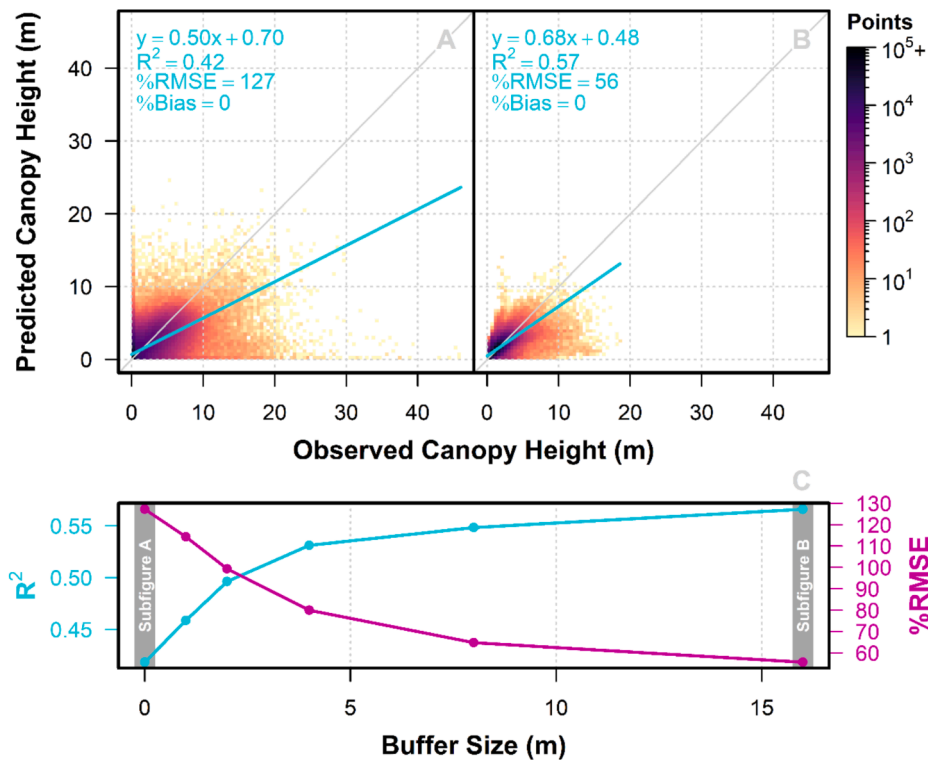 Predicted Canopy Height (m)
40
30
20
10
0
y = 0.50x + 0.70
R² = 0.42
%RMSE = 127
%Bias = 0
A
y = 0.68x + 0.48
R² = 0.57
%RMSE = 56
%Bias = 0
B
Points
10⁵+
10⁴
10³
10²
10¹
1
0 10 20 30 40
0 10 20 30 40
Observed Canopy Height (m)
C
R²
0.55
0.50
0.45
Subfigure A
Subfigure B
130
110
100
90
80
70
65
60
%RMSE
0 5 10 15
Buffer Size (m)